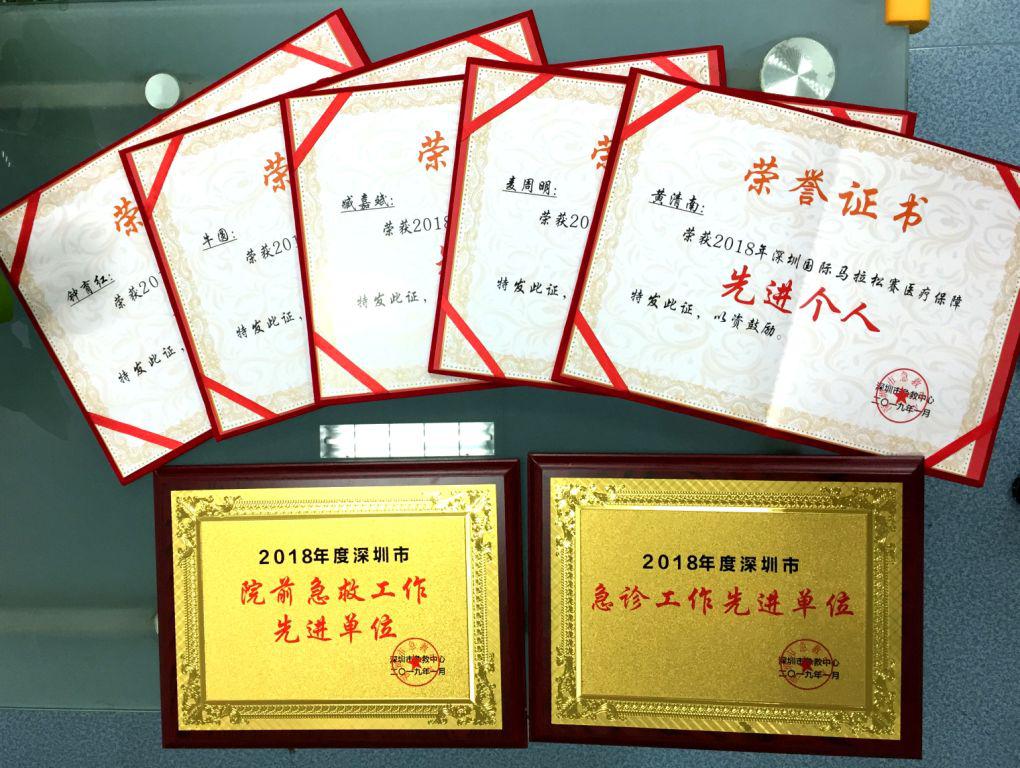 荣
钟育红:
荣获20
特发此证,
荣
牛圆:
荣获201
特发此证,
荣
臧嘉斌:
荣获2018
特发此证,
荣
麦周明:
荣获20
特发此证,
荣誉证书
黄清南:
荣获2018年深圳国际马拉松赛医疗保障
先进个人
特发此证，以资鼓励。
深圳市急救中心
二〇一九年一月
2018年度深圳市
院前急救工作
先进单位
深圳市急救中心
二〇一九年一月
2018年度深圳市
急诊工作先进单位
深圳市急救中心
二〇一九年一月